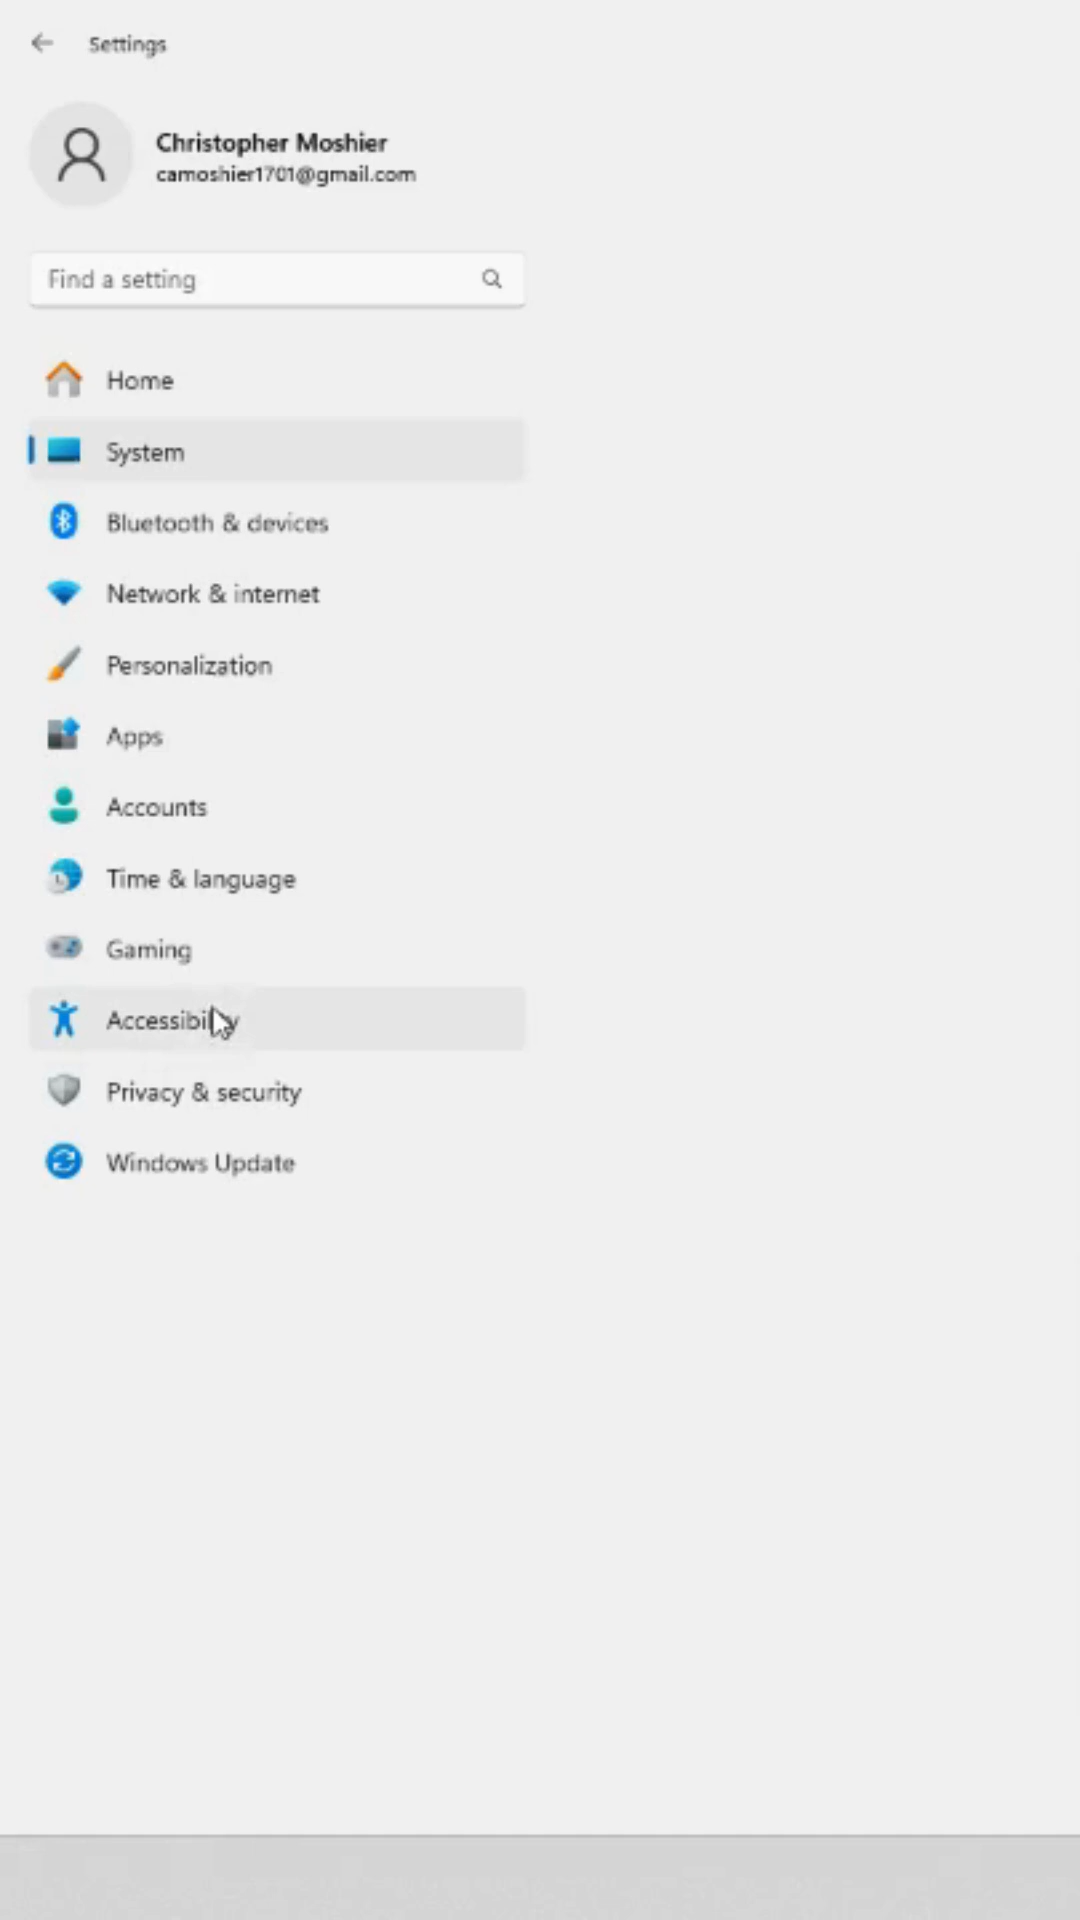 Settings
Christopher Moshier
camoshier1701@gmail.com
Find a setting
Home
System
Bluetooth & devices
Network & internet
Personalization
Apps
Accounts
Time & language
Gaming
Accessibility
Privacy & security
Windows Update